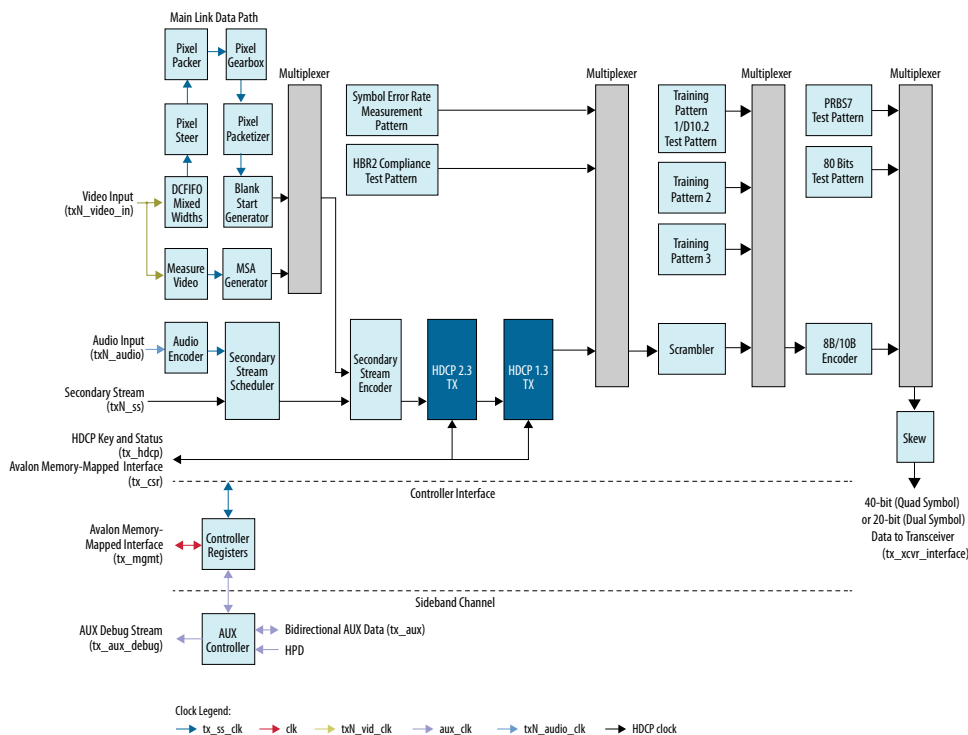 Main Link Data Path
Pixel
Packer
Pixel
Gearbox
Multiplexer
Multiplexer
Multiplexer
Multiplexer
Symbol Error Rate
Measurement
Pattern
Training
Pattern
1/D10.2
Test Pattern
PRBS7
Test Pattern
Pixel
Steer
Pixel
Packetizer
HBR2 Compliance
Test Pattern
80 Bits
Test Pattern
Video Input
(txN_video_in)
DCFIFO
Mixed
Widths
Blank
Start
Generator
Training
Pattern 2
Training
Pattern 3
Measure
Video
MSA
Generator
Audio Input
(txN_audio)
Audio
Encoder
Secondary
Stream
Scheduler
Secondary
Stream
Encoder
HDCP 2.3
TX
HDCP 1.3
TX
Scrambler
8B/10B
Encoder
Secondary Stream
(txN_ss)
HDCP Key and Status
(tx_hdcp)
Avalon Memory-Mapped Interface
(tx_csr)
Skew
Controller Interface
40-bit (Quad Symbol)
or 20-bit (Dual Symbol)
Data to Transceiver
(tx_xcvr_interface)
Avalon Memory-
Mapped Interface
(tx_mgmt)
Controller
Registers
Sideband Channel
AUX Debug Stream
(tx_aux_debug)
AUX
Controller
Bidirectional AUX Data (tx_aux)
HPD
Clock Legend:
tx_ss_clk
clk
txN_vid_clk
aux_clk
txN_audio_clk
HDCP clock